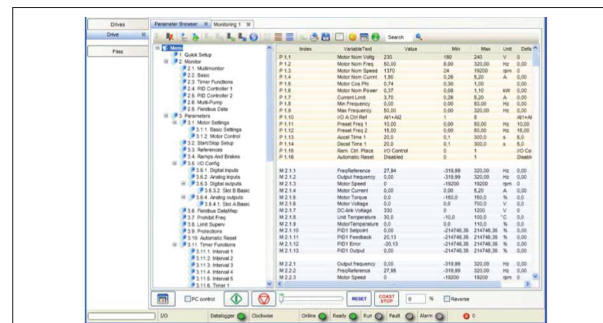 Drives
Parameter Browser
Monitoring 1
Drive
Files
Search
Menu
1. Quick Setup
2. Monitor
2.1. Multimonitor
2.2. Basic
2.3. Timer Functions
2.4. PID Controller 1
2.5. PID Controller 2
2.6. Multi-Pump
2.8. Fieldbus Data
3. Parameters
3.1. Motor Settings
3.1.1. Basic Settings
3.1.2. Motor Control
3.2. Start/Stop Setup
3.3. References
3.4. Ramps And Brakes
3.5. I/O Config
3.5.1. Digital Inputs
3.5.2. Analog Inputs
3.5.3. Digital outputs
3.5.3.2. Slot B Basic
3.5.4. Analog outputs
3.5.4.1. Slot A Basic
3.6. Fieldbus DataMap
3.7. Prohibit Freq
3.8. Limit Superv
3.9. Protections
3.10. Automatic Reset
3.11. Timer Functions
3.11.1. Interval 1
3.11.2. Interval 2
3.11.3. Interval 3
3.11.4. Interval 4
3.11.5. Interval 5
3.11.6. Timer 1
Index VariableText Value Min Max Unit
P 1.1 Motor Nom Voltg 230 180 240 V 0
P 1.2 Motor Nom Freq 50,00 8,00 320,00 Hz 0,00
P 1.3 Motor Nom Speed 1370 24 19200 rpm 0
P 1.4 Motor Nom Currnt 1,90 0,26 5,20 A 0,00
P 1.5 Motor Cos Phi 0,74 0,30 1,00 0,00
P 1.6 Motor Nom Power 0,37 0,06 1,10 kW 0,00
P 1.7 Current Limit 3,70 0,26 5,20 A 0,00
P 1.8 Min Frequency 0,00 0,00 50,00 Hz 0,00
P 1.9 Max Frequency 50,00 0,00 320,00 Hz 0,00
P 1.10 I/O A Ctrl Ref AI1+AI2 1 8 AI1+AI
P 1.11 Preset Freq 1 10,00 0,00 50,00 Hz 10,00
P 1.12 Preset Freq 2 15,00 0,00 50,00 Hz 15,00
P 1.13 Accel Time 1 20,0 0,1 300,0 s 5,0
P 1.14 Decel Time 1 20,0 0,1 300,0 s 5,0
Rem. Ctrl. Place I/O Control 0 1
P 1.16 Automatic Reset Disabled 0 1
M 2.1.1 FreqReference 27,84 -319,99 320,00 Hz 0,00
M 2.1.2 Output frequency 0,00 -319,99 320,00 Hz 0,00
M 2.1.3 Motor Speed 0 -19200 19200 rpm 0
M 2.1.4 Motor Current 0,00 0,00 5,20 A 0,00
M 2.1.5 Motor Torque 0,0 -150,0 150,0 % 0,0
M 2.1.6 Motor Voltage 0,0 0,0 700,0 V 0,0
M 2.1.7 DC-link Voltage 330 0 1200 V 0
M 2.1.8 Unit Temperature 30,0 -10,0 100,0 °C 0,0
M 2.1.9 MotorTemperature 0,0 0,0 110,0 % 0,0
M 2.1.10 PID1 Setpoint 0,00 -214748,36 214748,36 % 0,00
M 2.1.11 PID1 Feedback 20,13 -214748,36 214748,36 % 0,00
M 2.1.12 PID1 Error -20,13 -214748,36 214748,36 % 0,00
M 2.1.13 PID1 Output 0,00 -214748,36 214748,36 % 0,00
M 2.2.1 Output frequency 0,00 -319,99 320,00 Hz 0,00
M 2.2.2 FreqReference 27,85 -319,99 320,00 Hz 0,00
M 2.2.3 Motor Speed 0 -19200 19200 rpm 0
PC control
RESET
COAST STOP
0 %
Reverse
I/O
Datalogger
Clockwise
Online
Ready
Run
Fault
Alarm
0